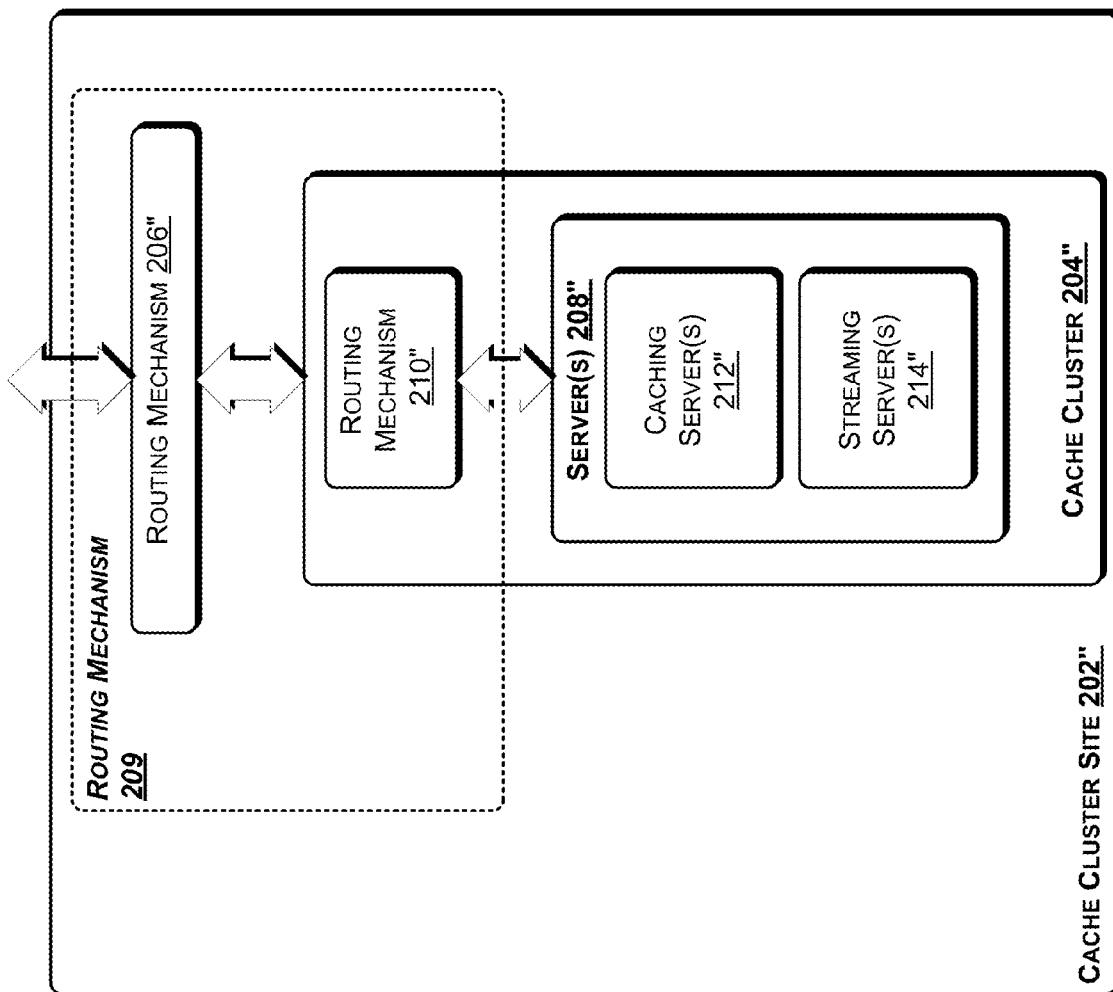 ROUTING MECHANISM
209
ROUTING MECHANISM 206"
ROUTING
MECHANISM
210"
SERVER(S) 208"
CACHING
SERVER(S)
212"
STREAMING
SERVER(S)
214"
CACHE CLUSTER 204"
CACHE CLUSTER SITE 202"